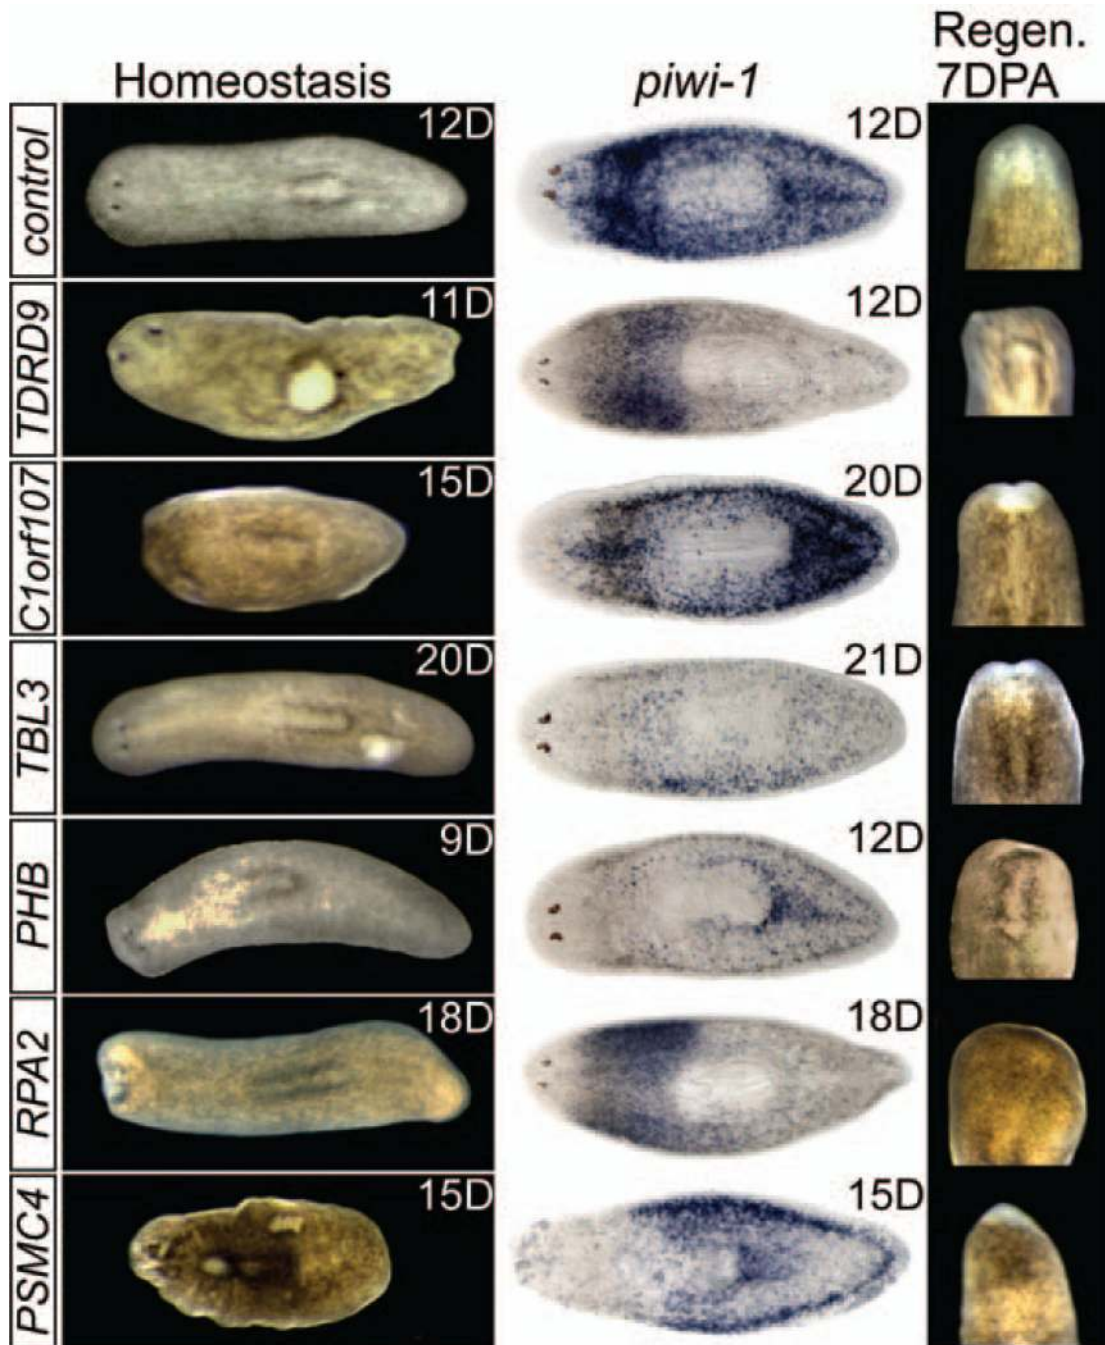 Regen.
Homeostasis piwi-1 7DPA
control 12D 12D
TDRD9 11D 12D
C1orf107 15D 20D
TBL3 20D 21D
PHB 9D 12D
RPA2 18D 18D
PSMC4 15D 15D